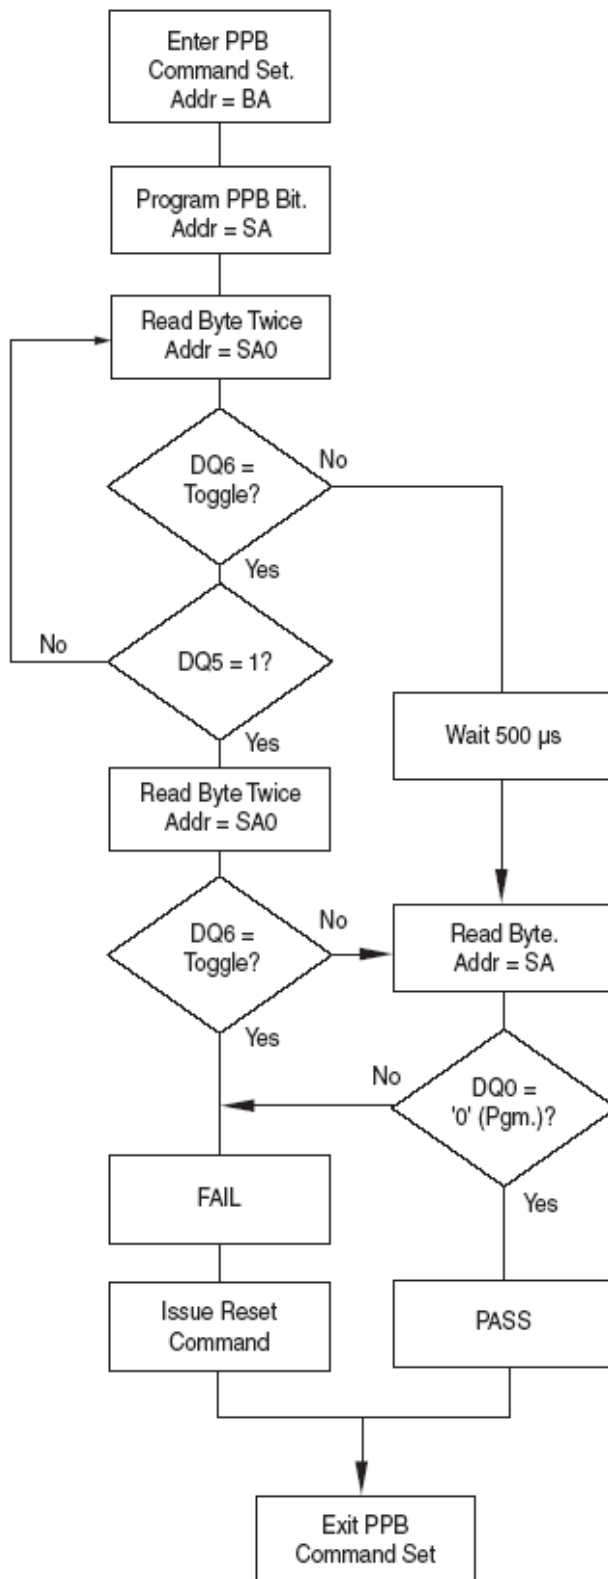 Enter PPB
Command Set.
Addr = BA
Program PPB Bit.
Addr = SA
Read Byte Twice
Addr = SA0
DQ6 =
Toggle?
No
Yes
DQ5 = 1?
No
Yes
Wait 500 µs
Read Byte Twice
Addr = SA0
DQ6 =
Toggle?
No
Yes
Read Byte.
Addr = SA
DQ0 =
'0' (Pgm.)?
No
Yes
FAIL
Issue Reset
Command
PASS
Exit PPB
Command Set